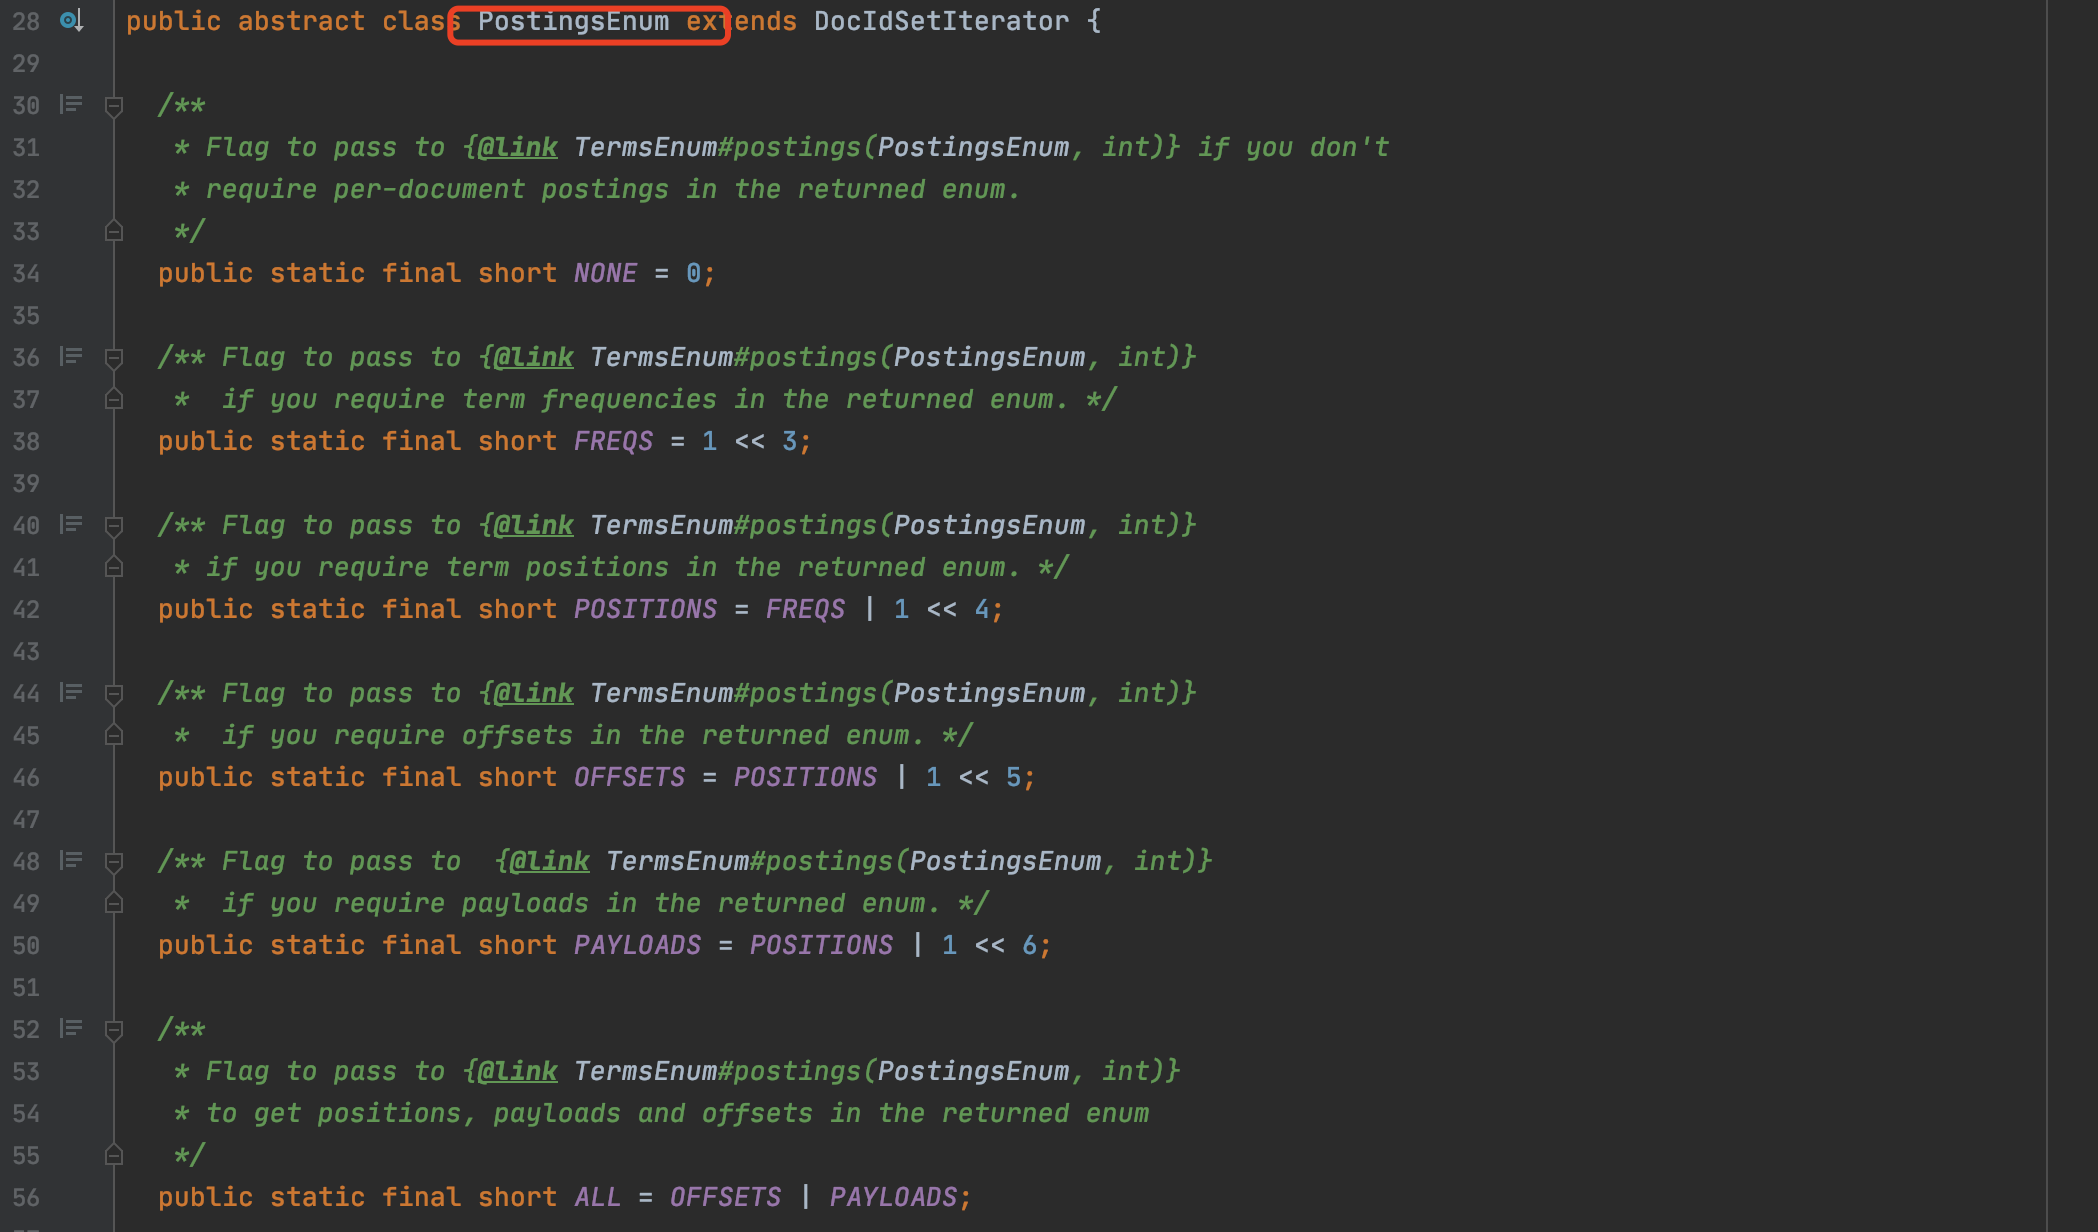 28 public abstract class PostingsEnum extends DocIdSetIterator {
29
30 /**
31 * Flag to pass to {@link TermsEnum#postings(PostingsEnum, int)} if you don't
32 * require per-document postings in the returned enum.
33 */
34 public static final short NONE = 0;
35
36 /** Flag to pass to {@link TermsEnum#postings(PostingsEnum, int)}
37 *  if you require term frequencies in the returned enum. */
38 public static final short FREQS = 1 << 3;
39
40 /** Flag to pass to {@link TermsEnum#postings(PostingsEnum, int)}
41 * if you require term positions in the returned enum. */
42 public static final short POSITIONS = FREQS | 1 << 4;
43
44 /** Flag to pass to {@link TermsEnum#postings(PostingsEnum, int)}
45 *  if you require offsets in the returned enum. */
46 public static final short OFFSETS = POSITIONS | 1 << 5;
47
48 /** Flag to pass to  {@link TermsEnum#postings(PostingsEnum, int)}
49 *  if you require payloads in the returned enum. */
50 public static final short PAYLOADS = POSITIONS | 1 << 6;
51
52 /**
53 * Flag to pass to {@link TermsEnum#postings(PostingsEnum, int)}
54 * to get positions, payloads and offsets in the returned enum
55 */
56 public static final short ALL = OFFSETS | PAYLOADS;